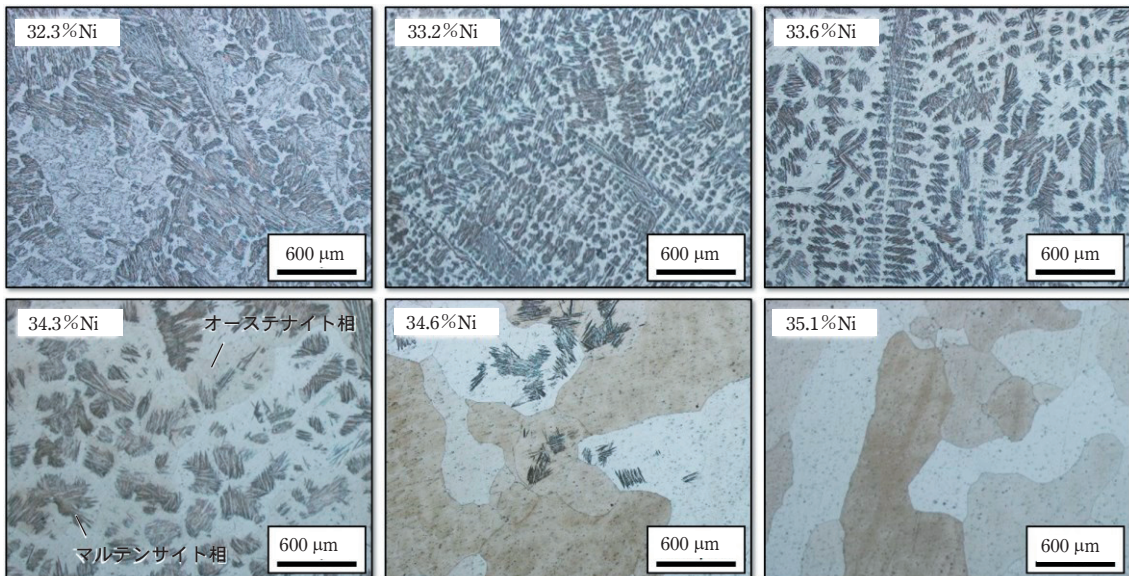 32.3%Ni
33.2%Ni
33.6%Ni
600 μm
600 μm
600 μm
34.3%Ni
オーステナイト相
34.6%Ni
35.1%Ni
マルテンサイト相
600 μm
600 μm
600 μm